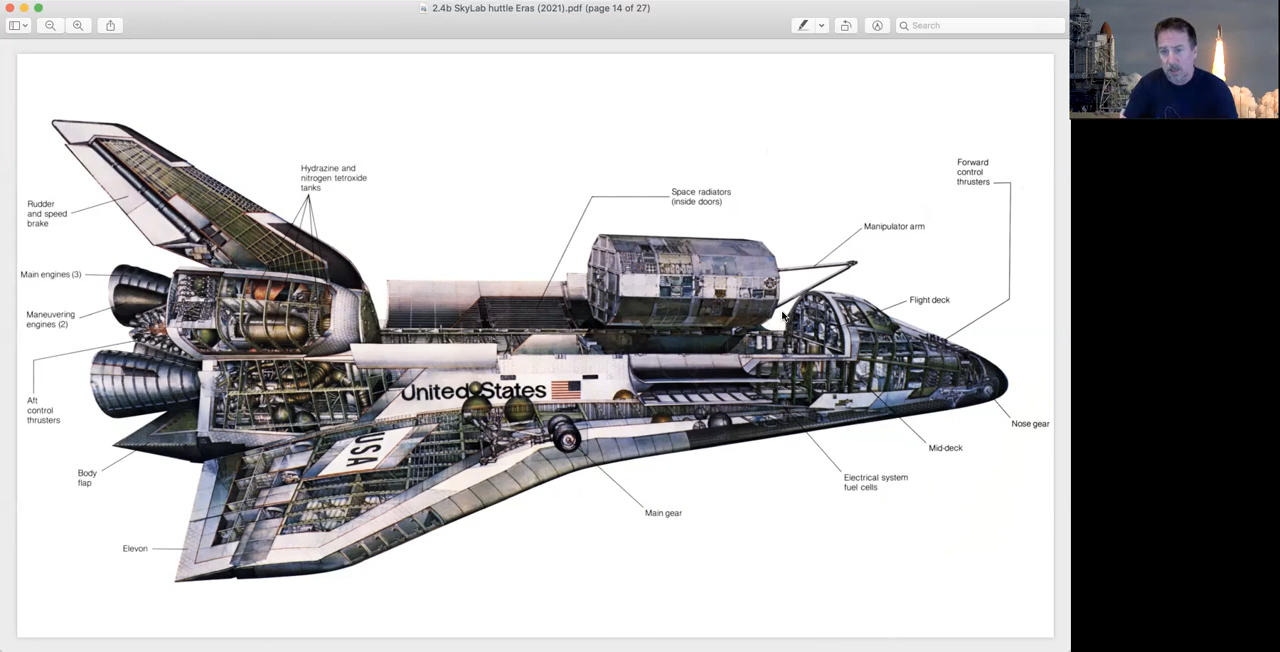 2.4b SkyLab huttle Eras (2021).pdf (page 14 of 27)
Search
Hydrazine and
nitrogen tetroxide
tanks
Rudder
and speed
brake
Main engines (3)
Maneuvering
engines (2)
Aft
control
thrusters
Body
flap
Elevon
Space radiators
(inside doors)
Manipulator arm
Forward
control
thrusters
Flight deck
Nose gear
Mid-deck
Electrical system
fuel cells
Main gear
United States
USA